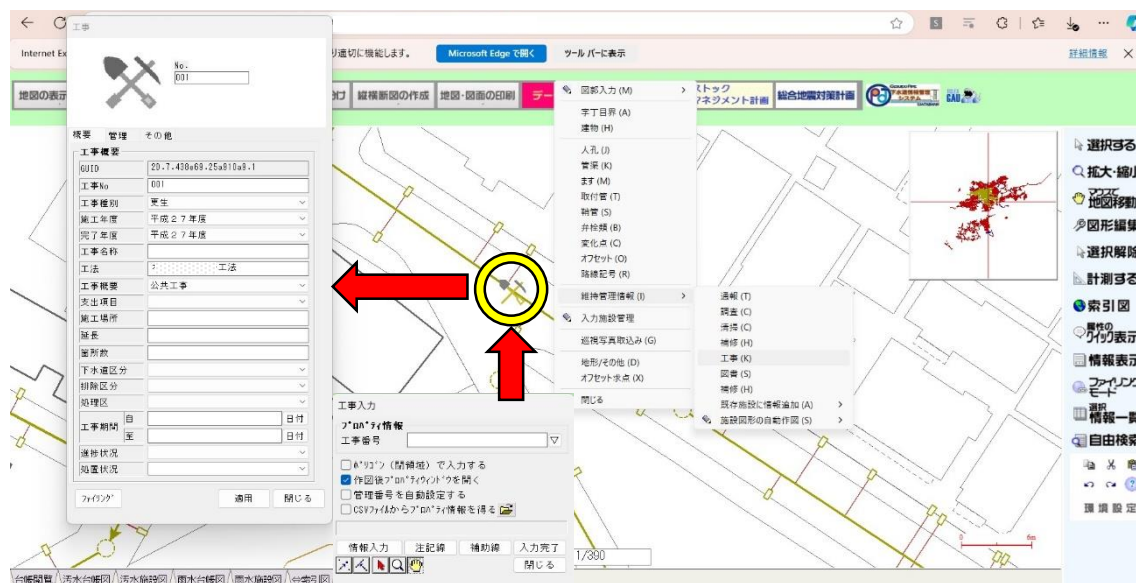 Internet Ex
り適切に機能します。
Microsoft Edge で開く
ツール バーに表示
詳細情報
地図の表示
縦横断図の作成
地図・図面の印刷
データ
ストック
マネジメント計画
総合地震対策計画
工事
No.
001
概要 管理 その他
工事概要
GUID 2D.7.438e69.25a810a9.1
工事No 001
工事種別 更生
施工年度 平成27年度
完了年度 平成27年度
工事名称
工法 工法
工事概要 公共工事
支出項目
施工場所
延長
箇所数
下水道区分
排除区分
処理区
工事期間 自 日付
至 日付
進捗状況
処置状況
ファイリング 適用 閉じる
図郭入力 (M)
字丁目界 (A)
建物 (H)
人孔 (J)
管渠 (K)
ます (M)
取付管 (T)
鞘管 (S)
弁栓類 (B)
変化点 (C)
オフセット (O)
路線記号 (R)
維持管理情報 (I)
入力施設管理
巡視写真取込み (G)
地形/その他 (D)
オフセット求点 (X)
閉じる
通報 (T)
調査 (C)
清掃 (C)
補修 (H)
工事 (K)
図書 (S)
補修 (H)
既存施設に情報追加 (A)
施設図形の自動作図 (S)
工事入力
プロパティ情報
工事番号
ポリゴン（閉領域）で入力する
作図後プロパティウィンドウを開く
管理番号を自動設定する
CSVファイルからプロパティ情報を得る
情報入力 注記線 補助線 入力完了
閉じる
1/390
0 6m
選択する
拡大・縮小
マウスで
地図移動
図形編集
選択解除
計測する
索引図
属性の
クイック表示
情報表示
ファイリング
モード
選択
情報一覧
自由検索
環境設定
台帳閲覧 汚水台帳図 汚水施設図 雨水台帳図 雨水施設図 台索引図